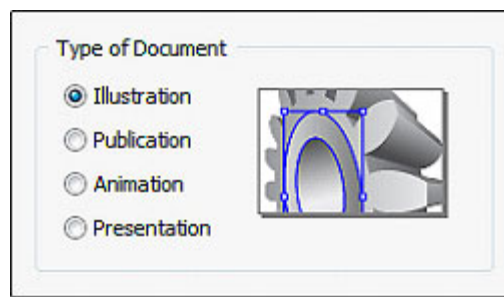 Type of Document
Illustration
Publication
Animation
Presentation